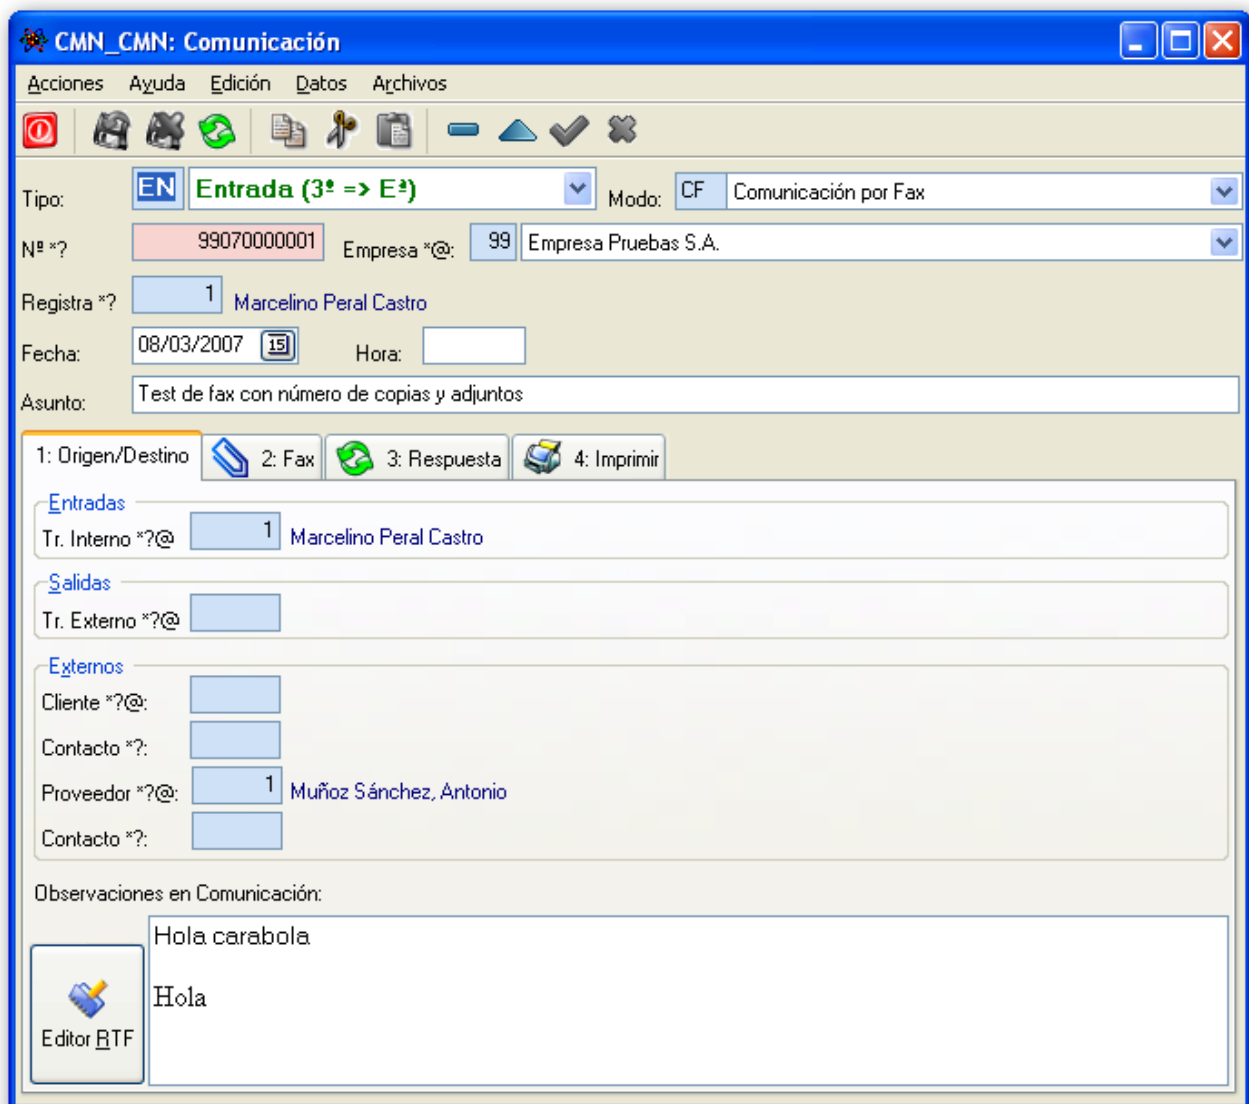 CMN_CMN: Comunicación
Acciones Ayuda Edición Datos Archivos
Tipo: EN Entrada (3º => Eª) Modo: CF Comunicación por Fax
Nº *? 99070000001 Empresa *@: 99 Empresa Pruebas S.A.
Registra *? 1 Marcelino Peral Castro
Fecha: 08/03/2007 15 Hora:
Asunto: Test de fax con número de copias y adjuntos
1: Origen/Destino 2: Fax 3: Respuesta 4: Imprimir
Entradas
Tr. Interno *?@ 1 Marcelino Peral Castro
Salidas
Tr. Externo *?@
Externos
Cliente *?@:
Contacto *?:
Proveedor *?@: 1 Muñoz Sánchez, Antonio
Contacto *?:
Observaciones en Comunicación:
Hola carabola
Hola
Editor RTF